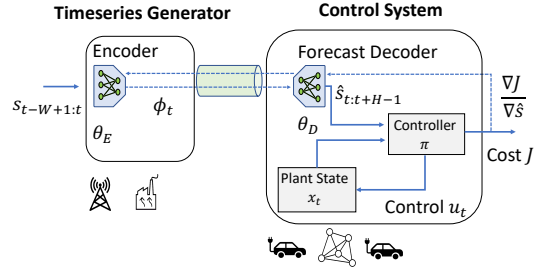 Timeseries Generator
Control System
Encoder
Forecast Decoder
s_{t-W+1:t}
ϕ_t
ŝ_{t:t+H-1}
∇J
∇ŝ
θ_E
θ_D
Controller
π
Cost J
Plant State
x_t
Control u_t